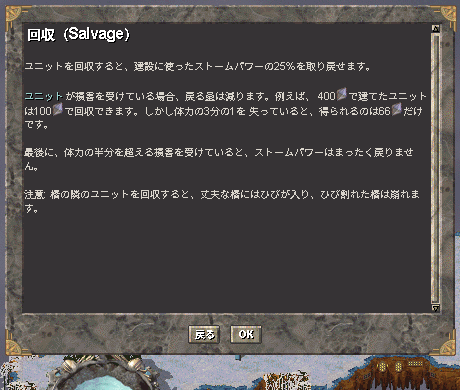 回収 (Salvage)
ユニットを回収すると、建設に使ったストームパワーの25%を取り戻せます。
ユニットが損害を受けている場合、戻る量は減ります。例えば、 400で建てたユニット
は100で回収できます。しかし体力の3分の1を 失っていると、得られるのは66だけ
です。
最後に、体力の半分を超える損害を受けていると、ストームパワーはまったく戻りませ
ん。
注意: 橋の隣のユニットを回収すると、丈夫な橋にはひびが入り、ひび割れた橋は崩れま
す。
戻る OK